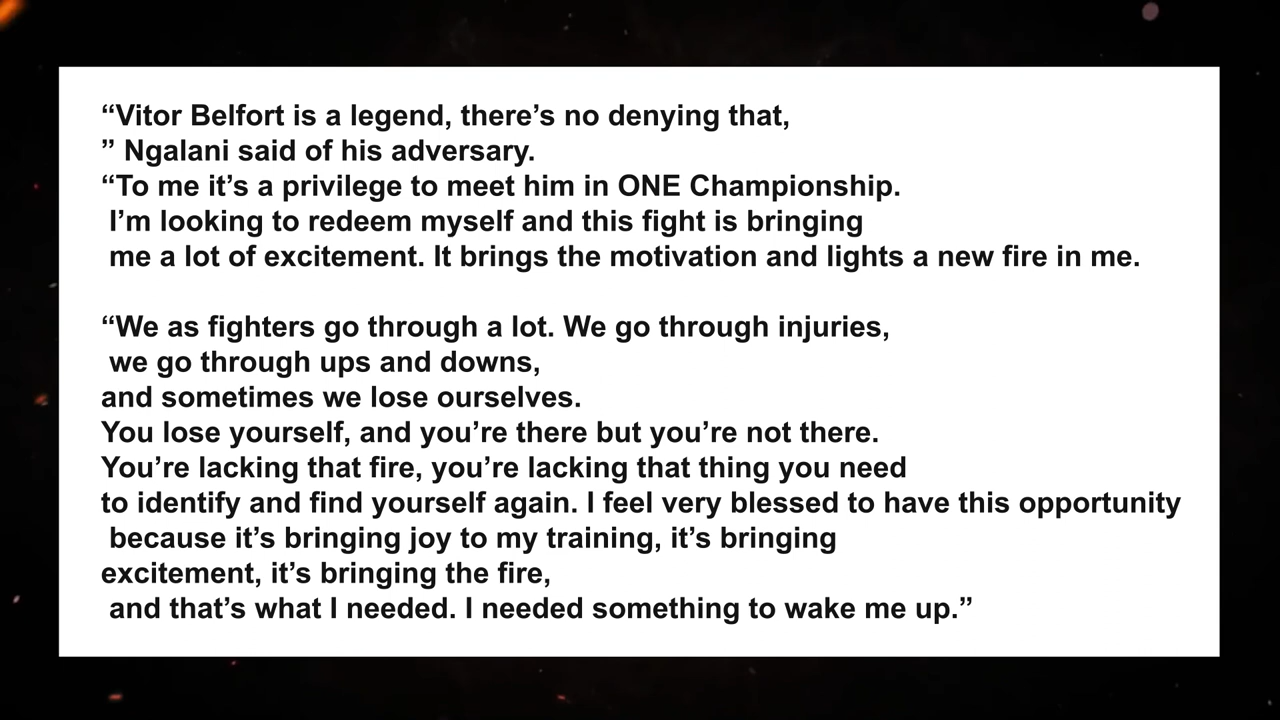 “Vitor Belfort is a legend, there’s no denying that,
” Ngalani said of his adversary.
“To me it’s a privilege to meet him in ONE Championship.
I’m looking to redeem myself and this fight is bringing
me a lot of excitement. It brings the motivation and lights a new fire in me.
“We as fighters go through a lot. We go through injuries,
we go through ups and downs,
and sometimes we lose ourselves.
You lose yourself, and you’re there but you’re not there.
You’re lacking that fire, you’re lacking that thing you need
to identify and find yourself again. I feel very blessed to have this opportunity
because it’s bringing joy to my training, it’s bringing
excitement, it’s bringing the fire,
and that’s what I needed. I needed something to wake me up.”